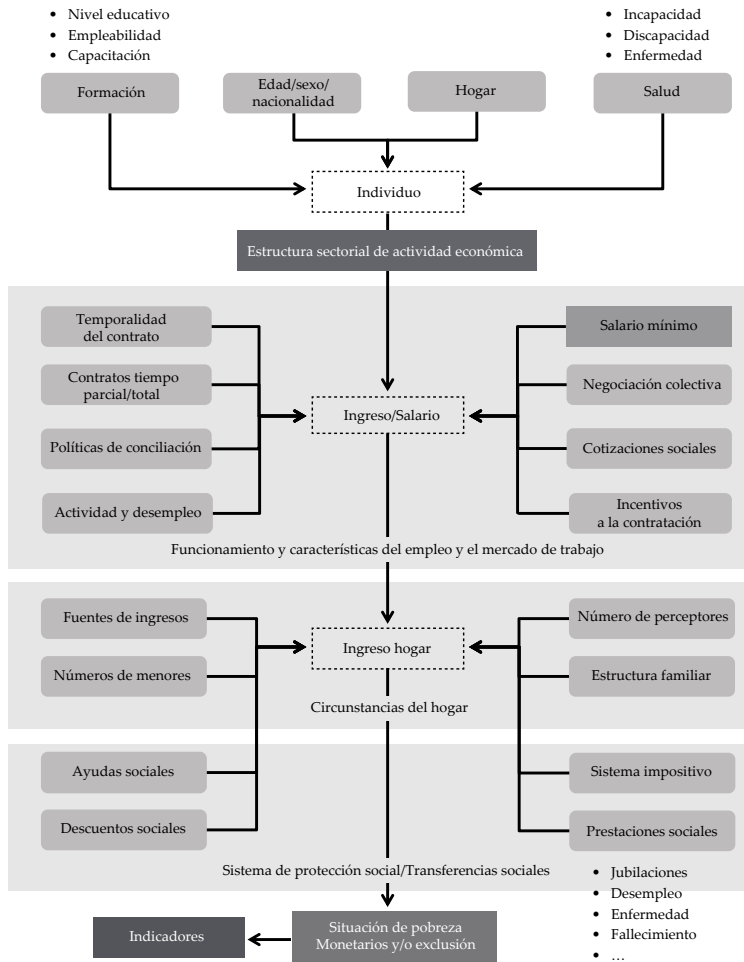 • Nivel educativo
• Empleabilidad
• Capacitación
• Incapacidad
• Discapacidad
• Enfermedad
Formación
Edad/sexo/
nacionalidad
Hogar
Salud
Individuo
Estructura sectorial de actividad económica
Temporalidad
del contrato
Salario mínimo
Contratos tiempo
parcial/total
Negociación colectiva
Ingreso/Salario
Políticas de conciliación
Cotizaciones sociales
Actividad y desempleo
Incentivos
a la contratación
Funcionamiento y características del empleo y el mercado de trabajo
Fuentes de ingresos
Número de perceptores
Ingreso hogar
Números de menores
Estructura familiar
Circunstancias del hogar
Ayudas sociales
Sistema impositivo
Descuentos sociales
Prestaciones sociales
Sistema de protección social/Transferencias sociales
• Jubilaciones
• Desempleo
• Enfermedad
• Fallecimiento
• ...
Indicadores
Situación de pobreza
Monetarios y/o exclusión